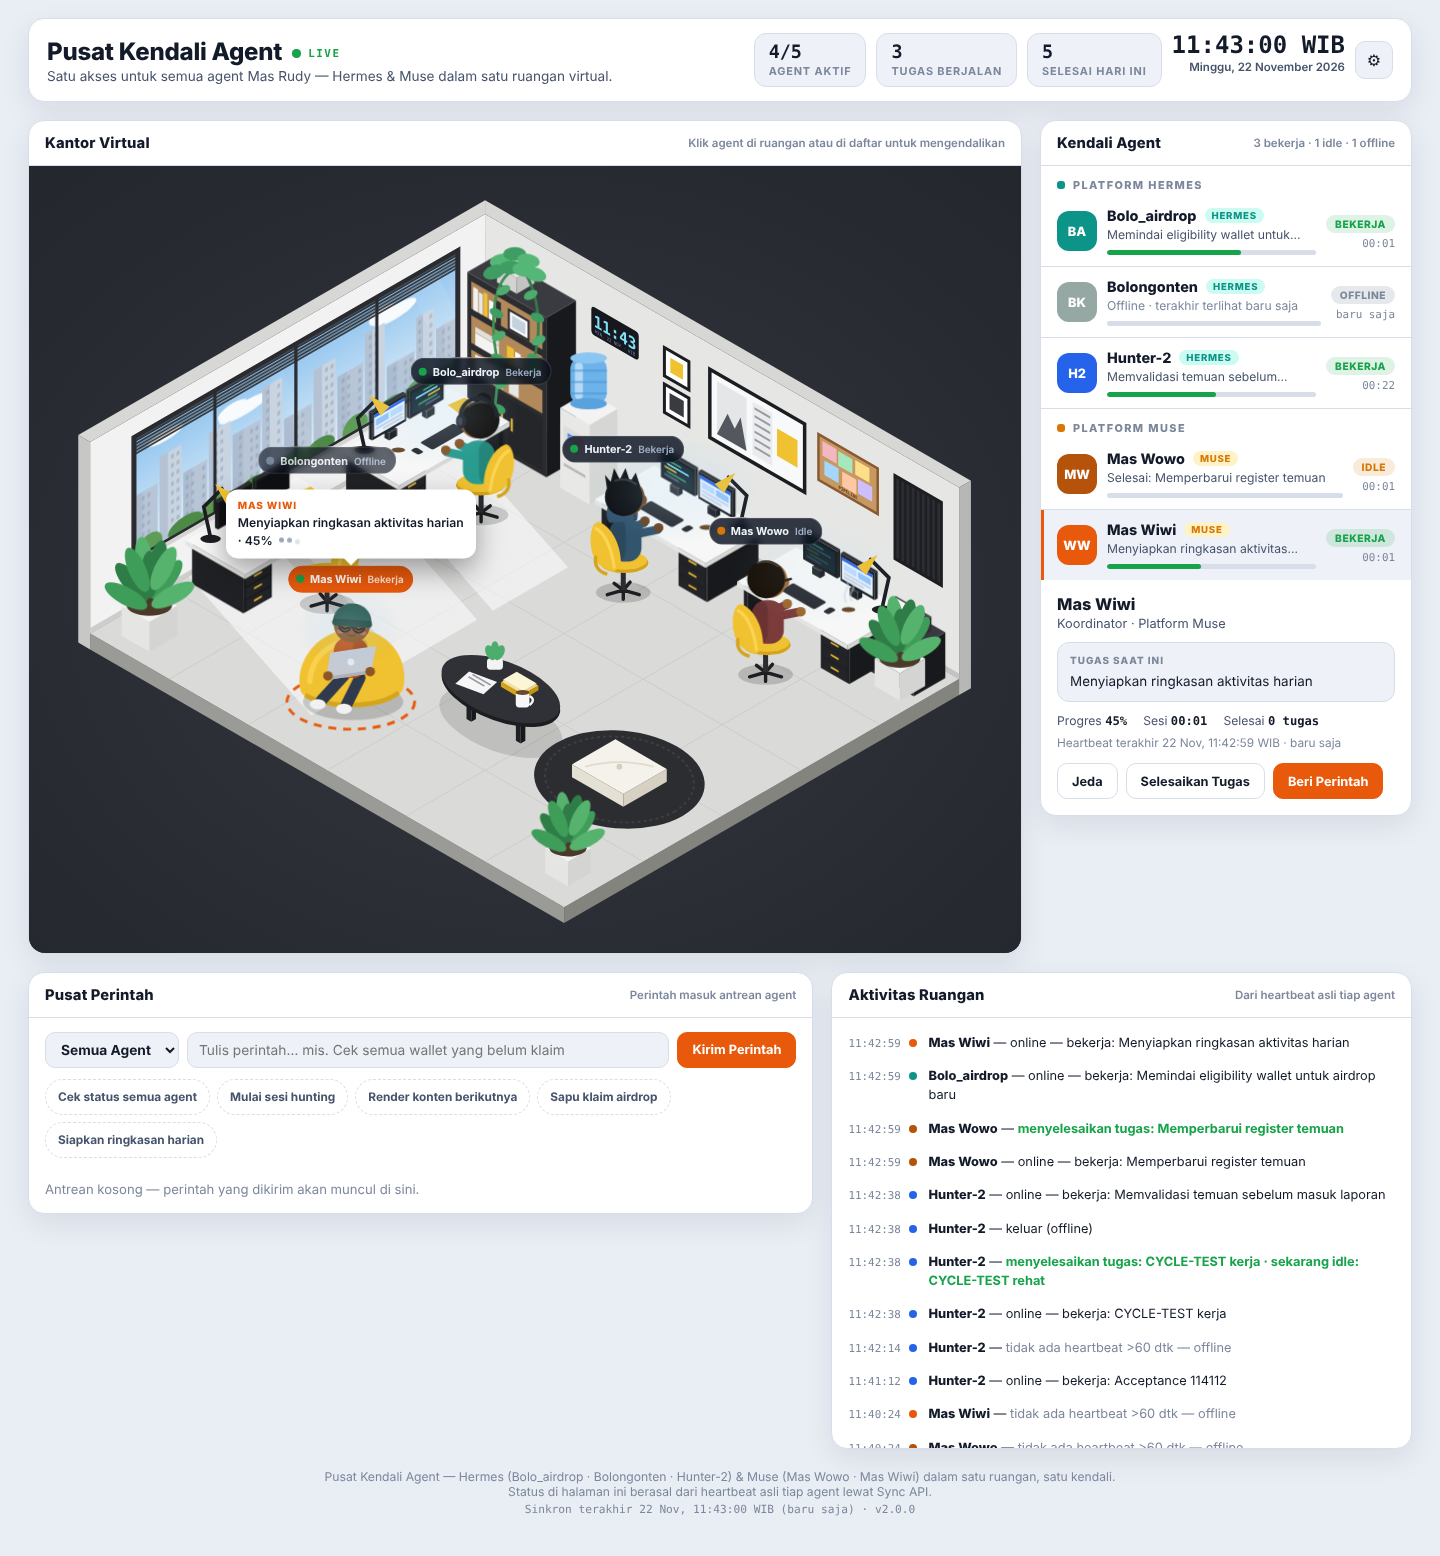 Pusat Kendali Agent
LIVE
Satu akses untuk semua agent Mas Rudy — Hermes & Muse dalam satu ruangan virtual.
4/5
AGENT AKTIF
3
TUGAS BERJALAN
5
SELESAI HARI INI
11:43:00 WIB
Minggu, 22 November 2026
Kantor Virtual
Klik agent di ruangan atau di daftar untuk mengendalikan
11:43
Bolo_airdrop Bekerja
Hunter-2 Bekerja
Bolongonten Offline
MAS WIWI
Menyiapkan ringkasan aktivitas harian
· 45%
Mas Wowo Idle
Mas Wiwi Bekerja
Kendali Agent
3 bekerja · 1 idle · 1 offline
PLATFORM HERMES
BA
Bolo_airdrop HERMES
Memindai eligibility wallet untuk...
BEKERJA
00:01
BK
Bolongonten HERMES
Offline · terakhir terlihat baru saja
OFFLINE
baru saja
H2
Hunter-2 HERMES
Memvalidasi temuan sebelum...
BEKERJA
00:22
PLATFORM MUSE
MW
Mas Wowo MUSE
Selesai: Memperbarui register temuan
IDLE
00:01
WW
Mas Wiwi MUSE
Menyiapkan ringkasan aktivitas...
BEKERJA
00:01
Mas Wiwi
Koordinator · Platform Muse
TUGAS SAAT INI
Menyiapkan ringkasan aktivitas harian
Progres 45% Sesi 00:01 Selesai 0 tugas
Heartbeat terakhir 22 Nov, 11:42:59 WIB · baru saja
Jeda
Selesaikan Tugas
Beri Perintah
Pusat Perintah
Perintah masuk antrean agent
Semua Agent
Tulis perintah... mis. Cek semua wallet yang belum klaim
Kirim Perintah
Cek status semua agent
Mulai sesi hunting
Render konten berikutnya
Sapu klaim airdrop
Siapkan ringkasan harian
Antrean kosong — perintah yang dikirim akan muncul di sini.
Aktivitas Ruangan
Dari heartbeat asli tiap agent
11:42:59 Mas Wiwi — online — bekerja: Menyiapkan ringkasan aktivitas harian
11:42:59 Bolo_airdrop — online — bekerja: Memindai eligibility wallet untuk airdrop
baru
11:42:59 Mas Wowo — menyelesaikan tugas: Memperbarui register temuan
11:42:59 Mas Wowo — online — bekerja: Memperbarui register temuan
11:42:38 Hunter-2 — online — bekerja: Memvalidasi temuan sebelum masuk laporan
11:42:38 Hunter-2 — keluar (offline)
11:42:38 Hunter-2 — menyelesaikan tugas: CYCLE-TEST kerja · sekarang idle:
CYCLE-TEST rehat
11:42:38 Hunter-2 — online — bekerja: CYCLE-TEST kerja
11:42:14 Hunter-2 — tidak ada heartbeat >60 dtk — offline
11:41:12 Hunter-2 — online — bekerja: Acceptance 114112
11:40:24 Mas Wiwi — tidak ada heartbeat >60 dtk — offline
11:40:24 Mas Wowo — tidak ada heartbeat >60 dtk — offline
Pusat Kendali Agent — Hermes (Bolo_airdrop · Bolongonten · Hunter-2) & Muse (Mas Wowo · Mas Wiwi) dalam satu ruangan, satu kendali.
Status di halaman ini berasal dari heartbeat asli tiap agent lewat Sync API.
Sinkron terakhir 22 Nov, 11:43:00 WIB (baru saja) · v2.0.0